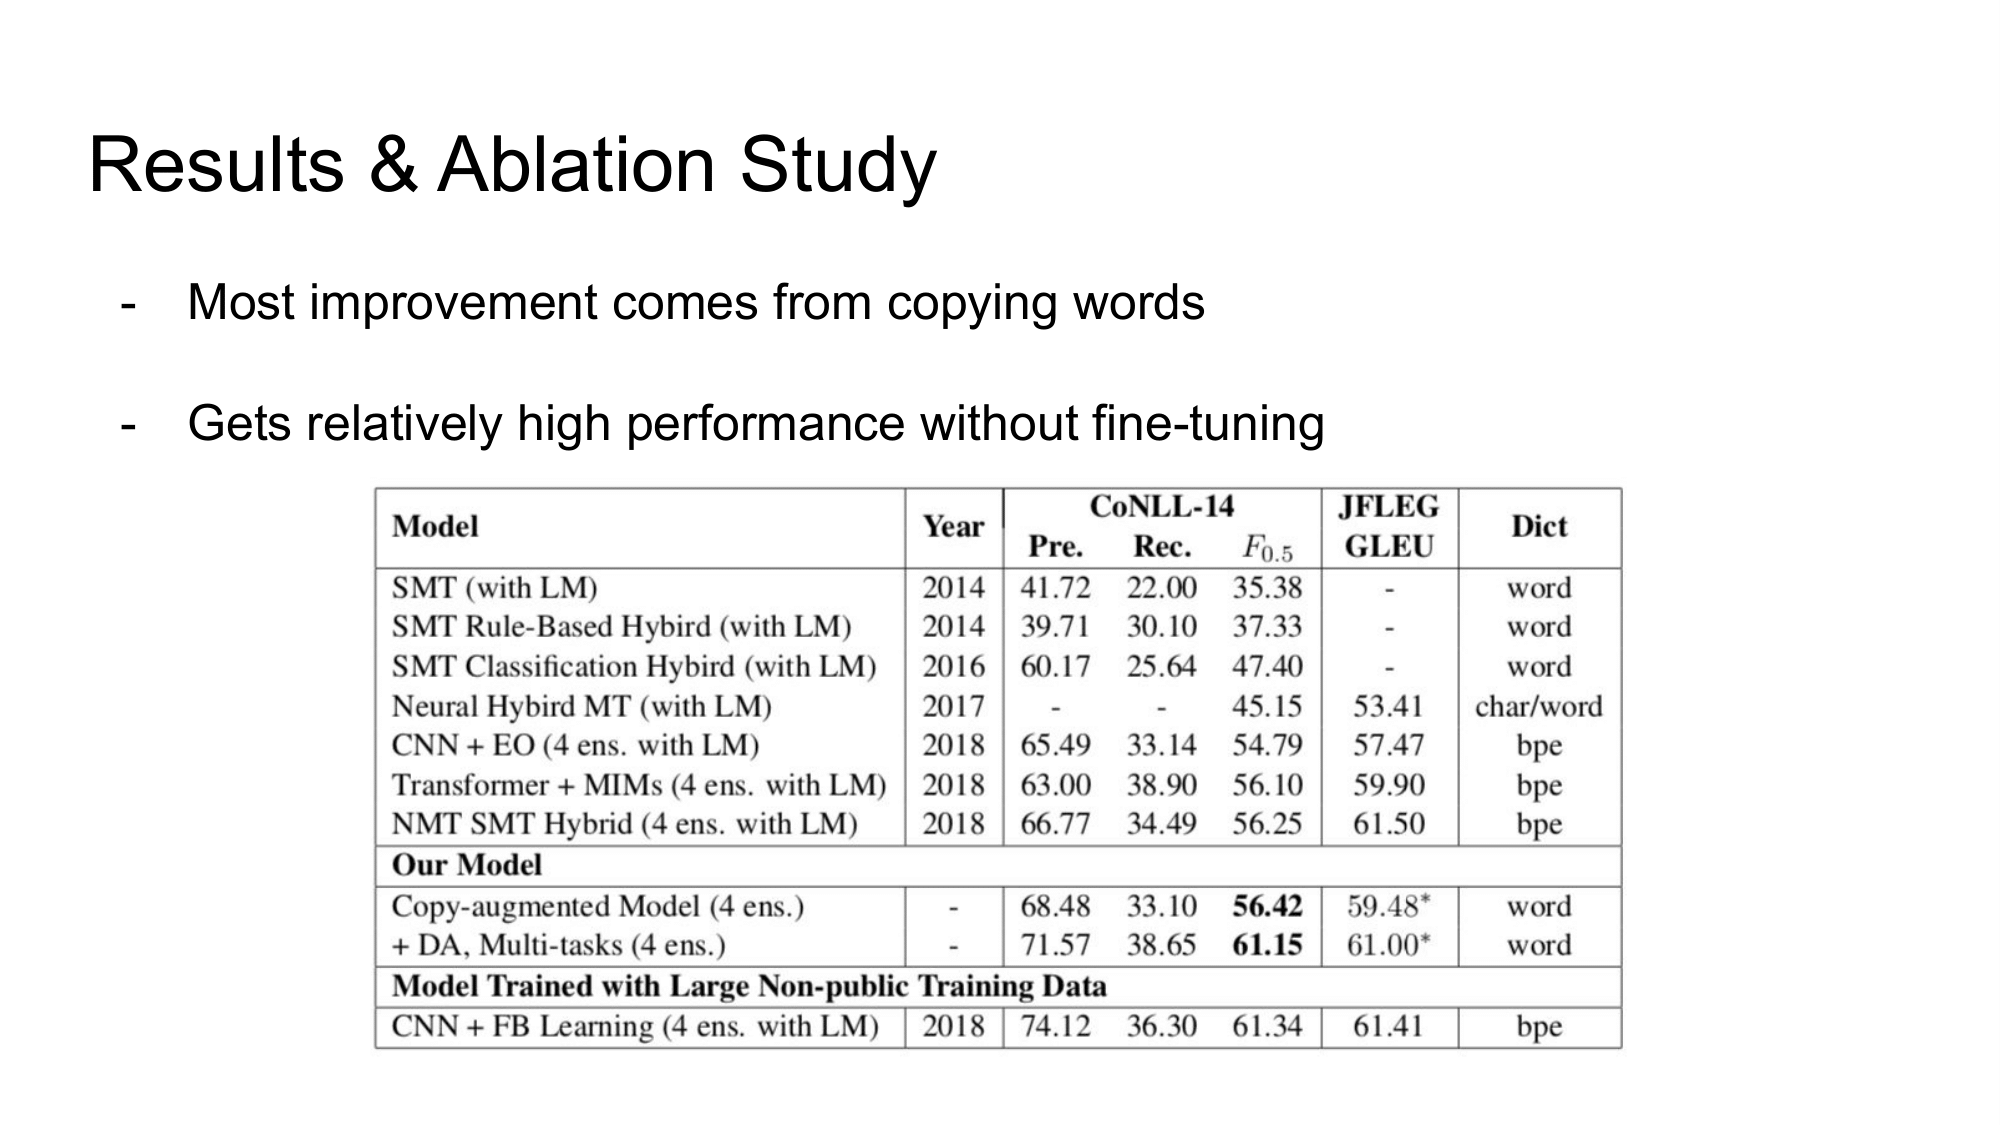 Results & Ablation Study
- Most improvement comes from copying words
- Gets relatively high performance without fine-tuning
Model Year CoNLL-14 JFLEG Dict
Pre. Rec. F0.5 GLEU
SMT (with LM) 2014 41.72 22.00 35.38 - word
SMT Rule-Based Hybird (with LM) 2014 39.71 30.10 37.33 - word
SMT Classification Hybird (with LM) 2016 60.17 25.64 47.40 - word
Neural Hybird MT (with LM) 2017 - - 45.15 53.41 char/word
CNN + EO (4 ens. with LM) 2018 65.49 33.14 54.79 57.47 bpe
Transformer + MIMs (4 ens. with LM) 2018 63.00 38.90 56.10 59.90 bpe
NMT SMT Hybrid (4 ens. with LM) 2018 66.77 34.49 56.25 61.50 bpe
Our Model
Copy-augmented Model (4 ens.) - 68.48 33.10 56.42 59.48* word
+ DA, Multi-tasks (4 ens.) - 71.57 38.65 61.15 61.00* word
Model Trained with Large Non-public Training Data
CNN + FB Learning (4 ens. with LM) 2018 74.12 36.30 61.34 61.41 bpe